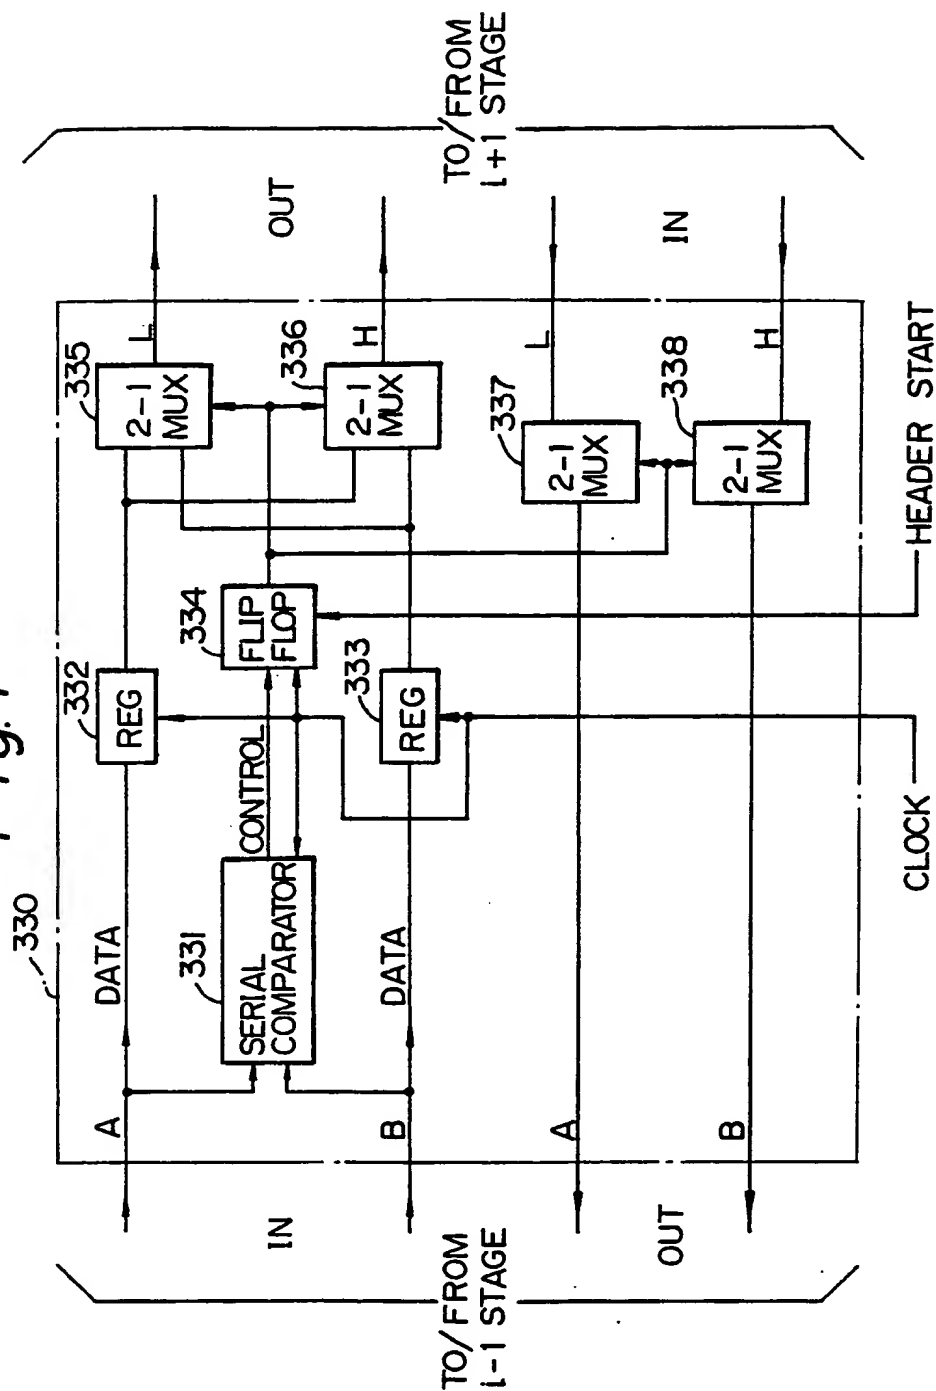 Fig. 7
330
TO/FROM
i-1 STAGE
IN
OUT
A
DATA
332
REG
335
2-1
MUX
L
OUT
331
SERIAL
COMPARATOR
CONTROL
334
FLIP
FLOP
336
2-1
MUX
H
B
DATA
333
REG
A
337
2-1
MUX
L
IN
B
338
2-1
MUX
H
TO/FROM
i+1 STAGE
CLOCK
HEADER START